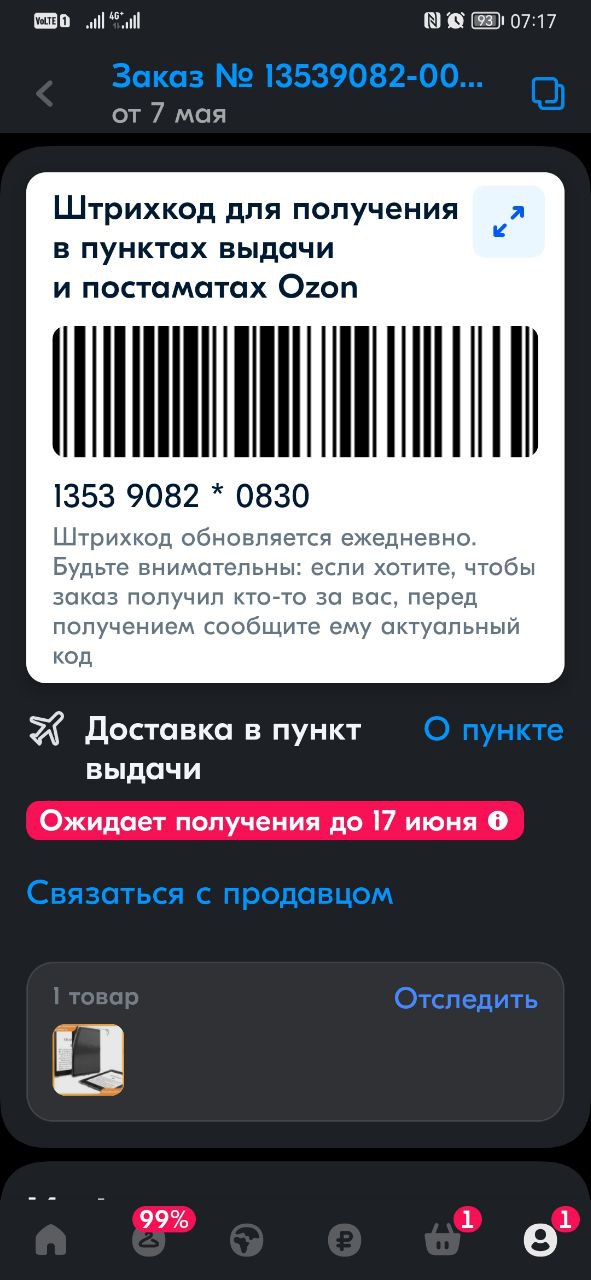 VoLTE 1 4G+ 93 07:17
Заказ № 13539082-00...
от 7 мая
Штрихкод для получения
в пунктах выдачи
и постаматах Ozon
1353 9082 * 0830
Штрихкод обновляется ежедневно.
Будьте внимательны: если хотите, чтобы
заказ получил кто-то за вас, перед
получением сообщите ему актуальный
код
Доставка в пункт
выдачи
О пункте
Ожидает получения до 17 июня
Связаться с продавцом
1 товар
Отследить
99%
1
1